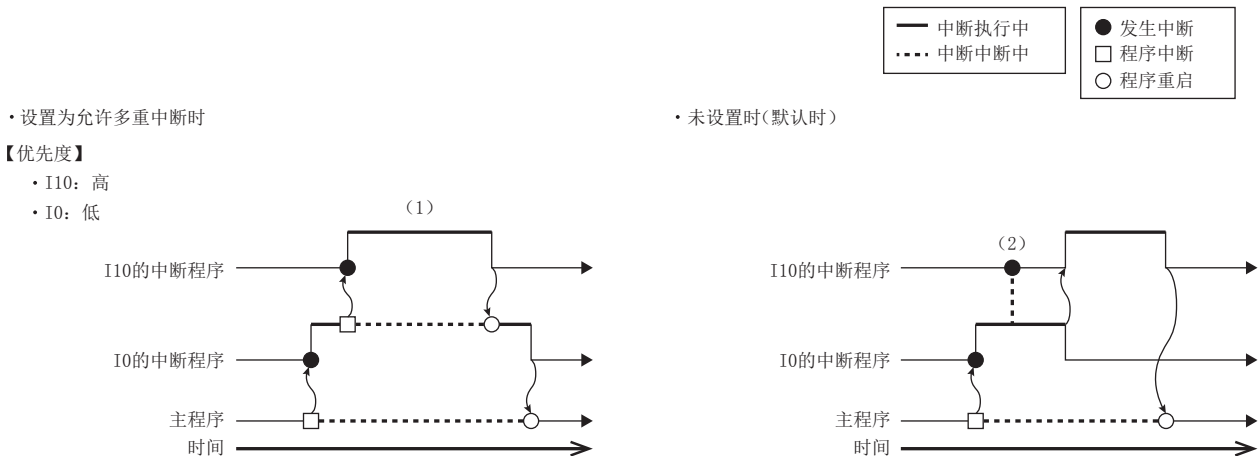 中断执行中
中断中断中
发生中断
程序中断
程序重启
・设置为允许多重中断时
【优先度】
・I10：高
・I0：低
(1)
I10的中断程序
I0的中断程序
主程序
时间
・未设置时(默认时)
(2)
I10的中断程序
I0的中断程序
主程序
时间